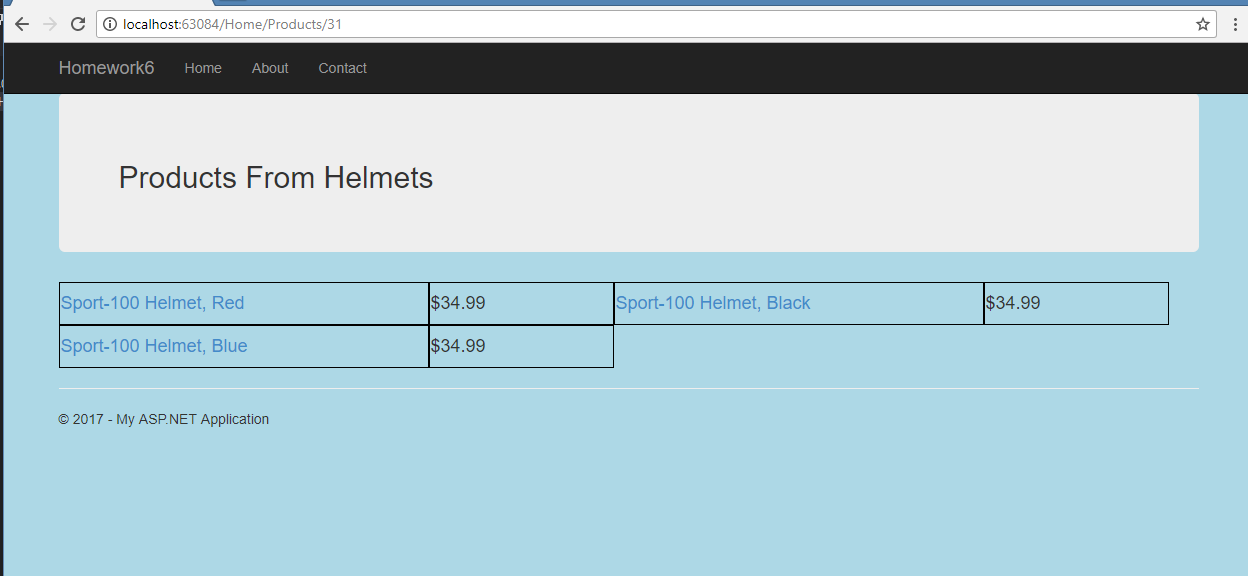 localhost:63084/Home/Products/31
Homework6 Home About Contact
Products From Helmets
Sport-100 Helmet, Red $34.99 Sport-100 Helmet, Black $34.99
Sport-100 Helmet, Blue $34.99
© 2017 - My ASP.NET Application